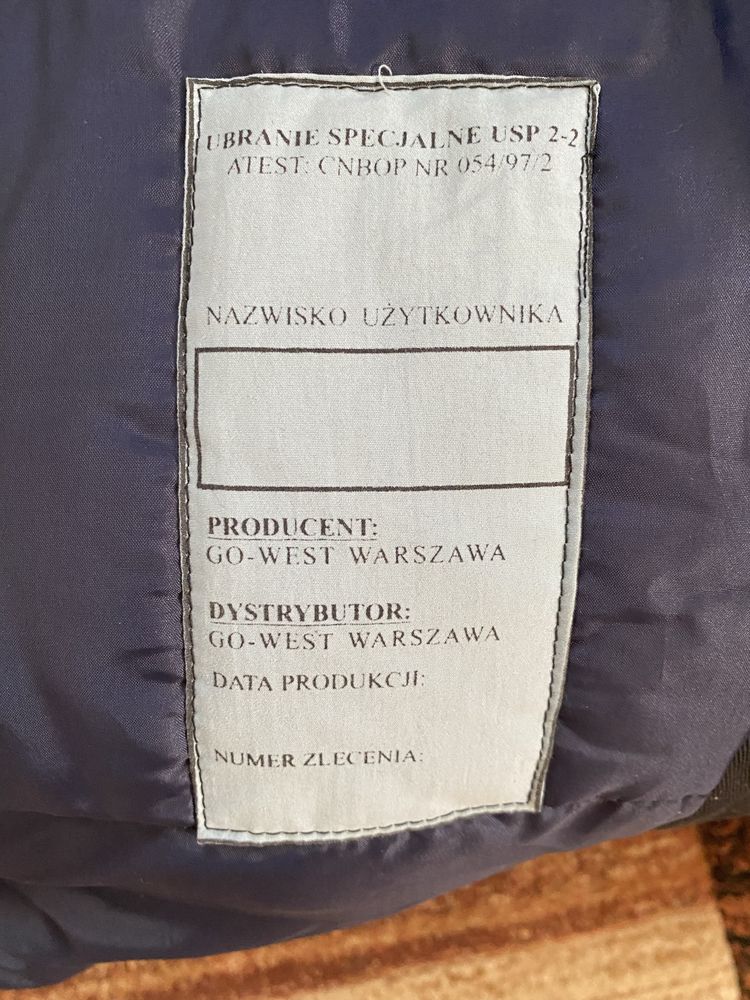 UBRANIE SPECJALNE USP 2-2
ATEST: CNBOP NR 054/97/2
NAZWISKO UŻYTKOWNIKA
PRODUCENT:
GO-WEST WARSZAWA
DYSTRYBUTOR:
GO-WEST WARSZAWA
DATA PRODUKCJI:
NUMER ZLECENIA: